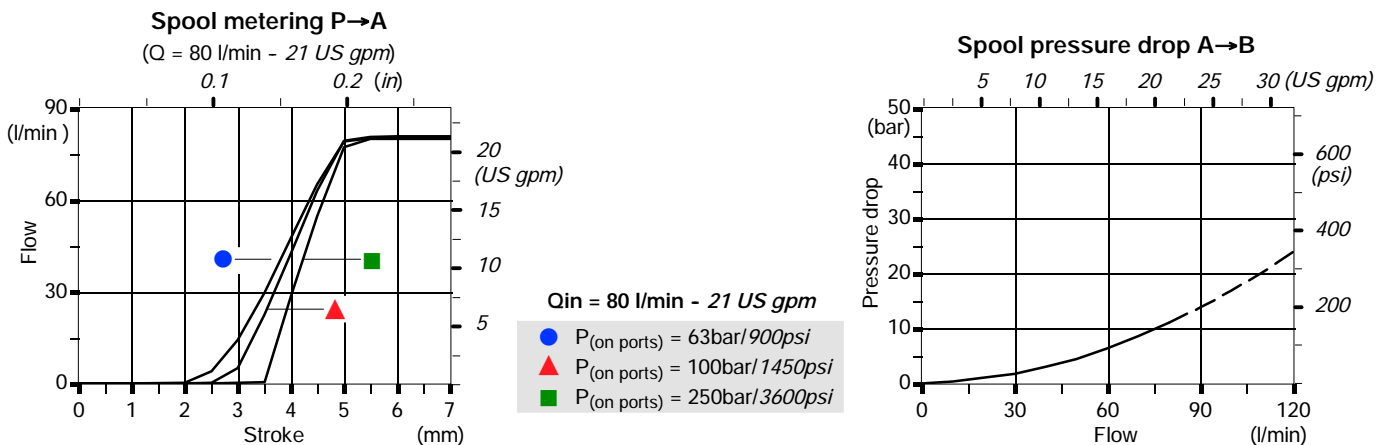 Spool metering P→A
(Q = 80 l/min - 21 US gpm)
0.1 0.2 (in)
90
(l/min )
60
30
0
Flow
20
(US gpm)
15
10
5
0 1 2 3 4 5 6 7
Stroke (mm)
Qin = 80 l/min - 21 US gpm
P(on ports) = 63bar/900psi
P(on ports) = 100bar/1450psi
P(on ports) = 250bar/3600psi
Spool pressure drop A→B
5 10 15 20 25 30 (US gpm)
50
(bar)
40
30
20
10
0
Pressure drop
600
(psi)
400
200
0 30 60 90 120
Flow (l/min)